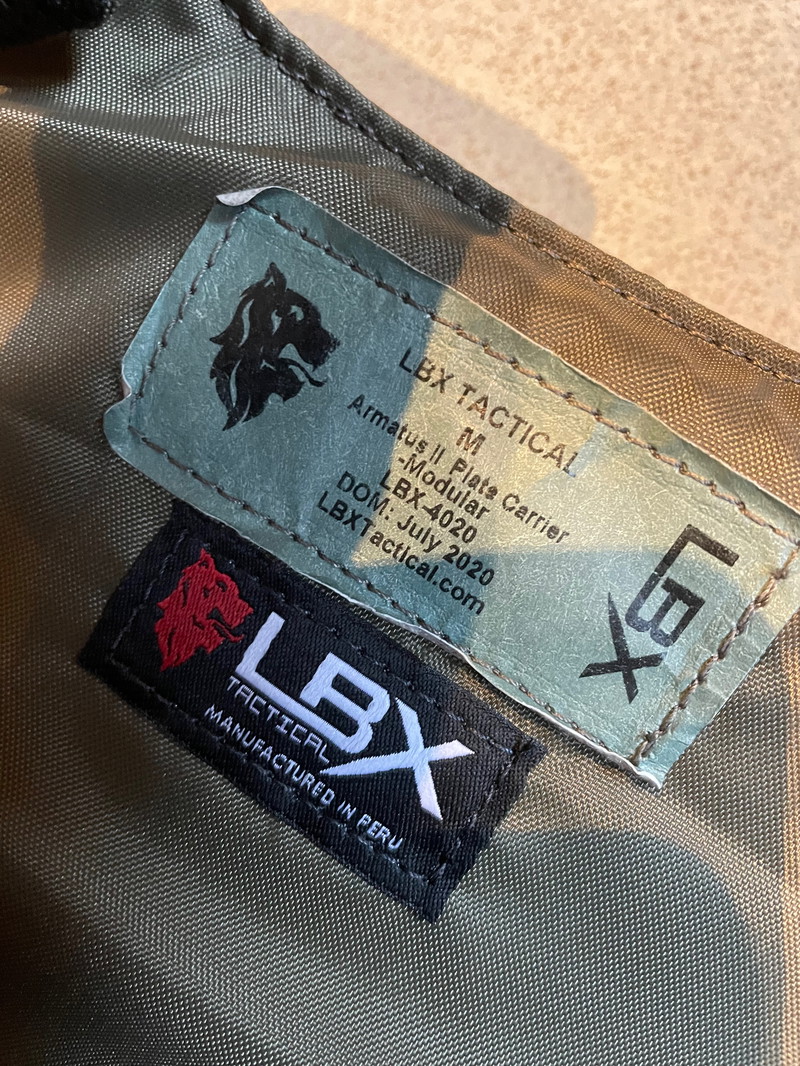 LBX TACTICAL
M
Armatus II Plate Carrier
-Modular
LBX-4020
DOM: July 2020
LBXTactical.com
LBX
LBX
TACTICAL
MANUFACTURED IN PERU